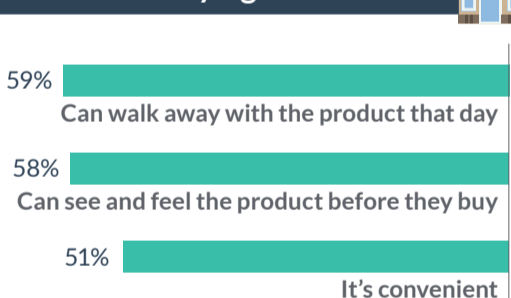 59%
Can walk away with the product that day
58%
Can see and feel the product before they buy
51%
It's convenient